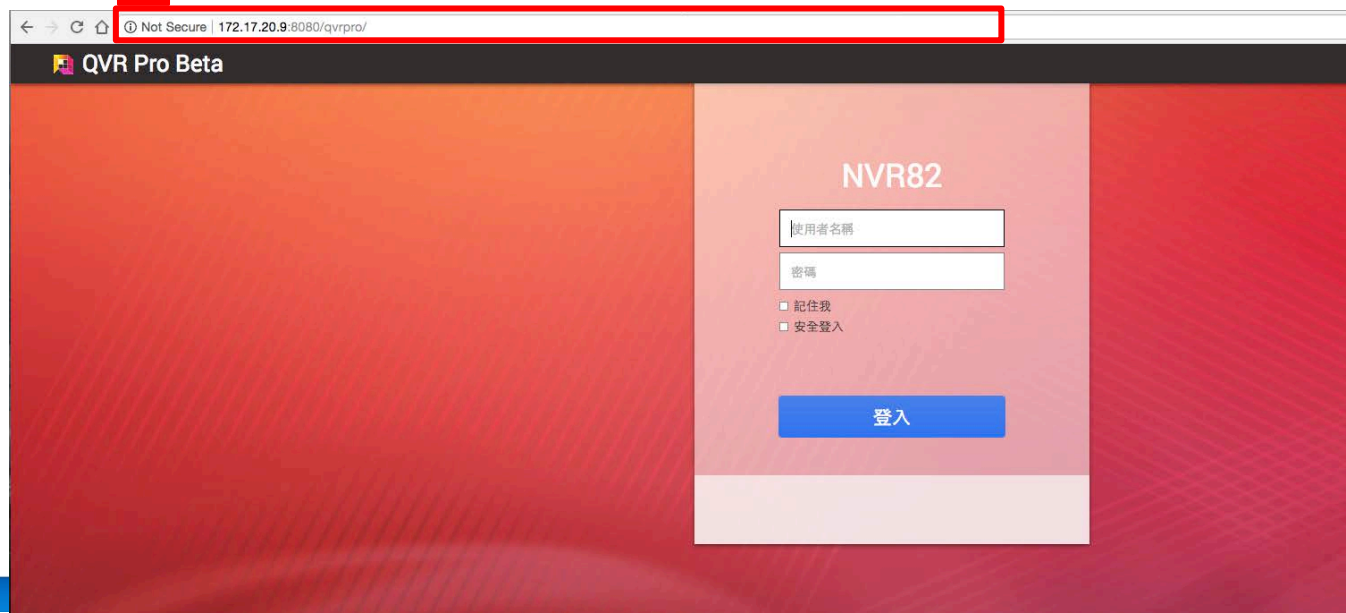 Not Secure | 172.17.20.9:8080/qvrpro/
QVR Pro Beta
NVR82
使用者名稱
密碼
記住我
安全登入
登入